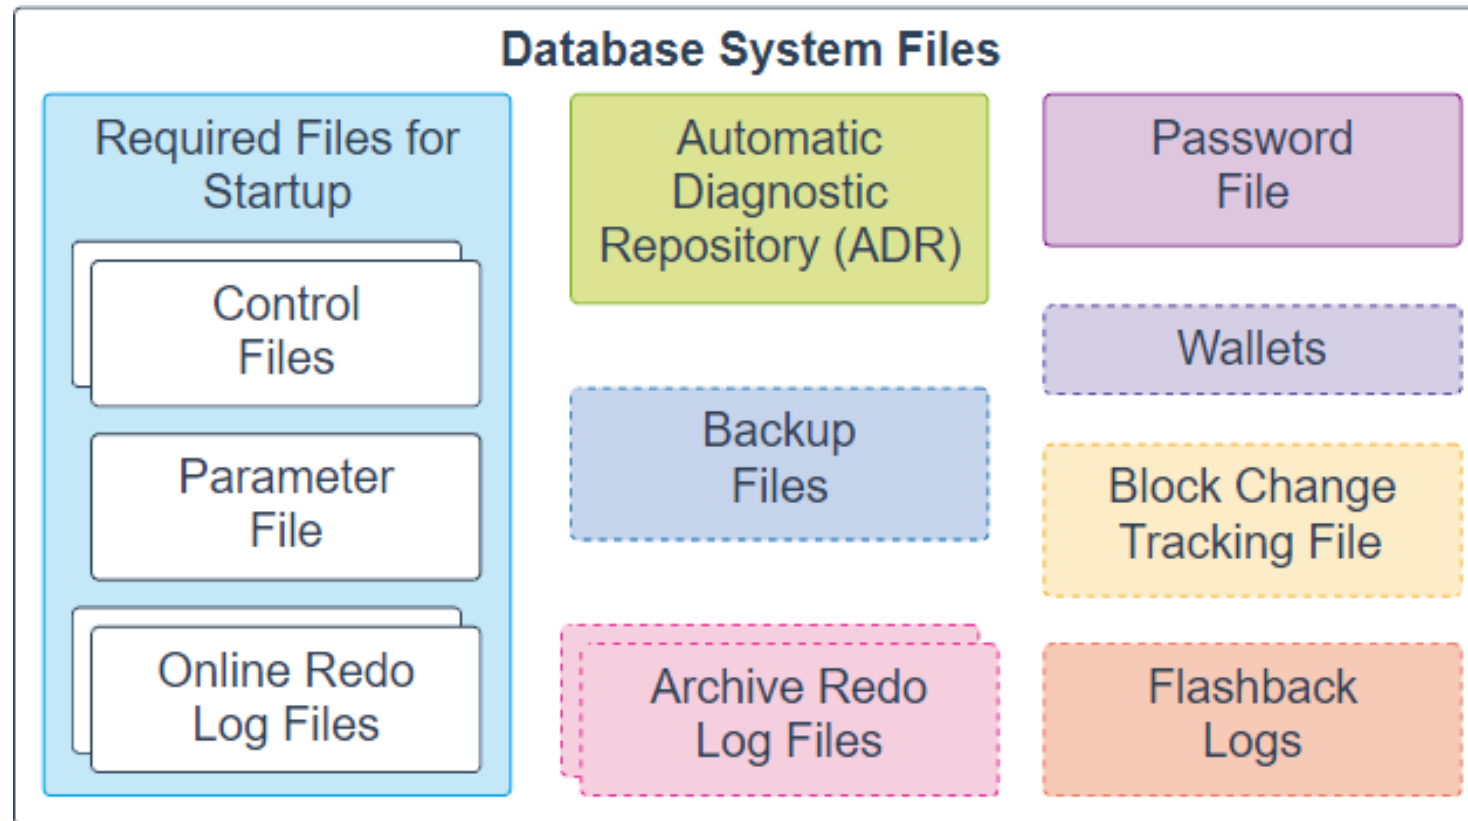 Database System Files
Required Files for
Startup
Control
Files
Parameter
File
Online Redo
Log Files
Automatic
Diagnostic
Repository (ADR)
Backup
Files
Archive Redo
Log Files
Password
File
Wallets
Block Change
Tracking File
Flashback
Logs